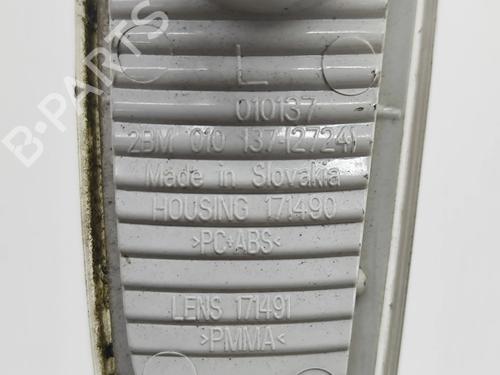 L
010137
2BM 010 137-(2724)
Made in Slovakia
HOUSING 171490
>PC+ABS<
LENS 171491
>PMMA<
B-PARTS